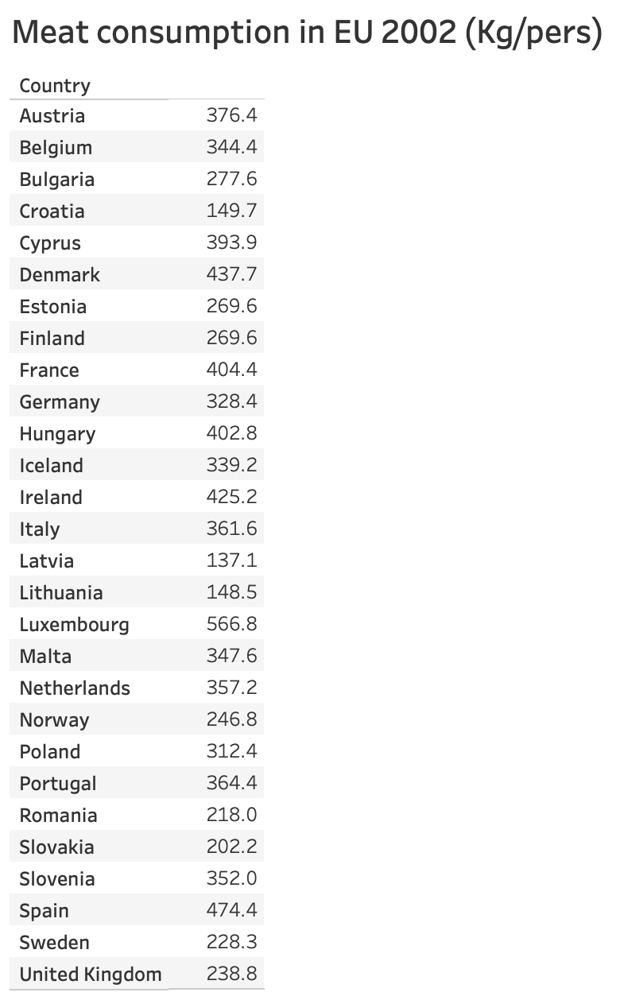 Meat consumption in EU 2002 (Kg/pers)
Country
Austria 376.4
Belgium 344.4
Bulgaria 277.6
Croatia 149.7
Cyprus 393.9
Denmark 437.7
Estonia 269.6
Finland 269.6
France 404.4
Germany 328.4
Hungary 402.8
Iceland 339.2
Ireland 425.2
Italy 361.6
Latvia 137.1
Lithuania 148.5
Luxembourg 566.8
Malta 347.6
Netherlands 357.2
Norway 246.8
Poland 312.4
Portugal 364.4
Romania 218.0
Slovakia 202.2
Slovenia 352.0
Spain 474.4
Sweden 228.3
United Kingdom 238.8